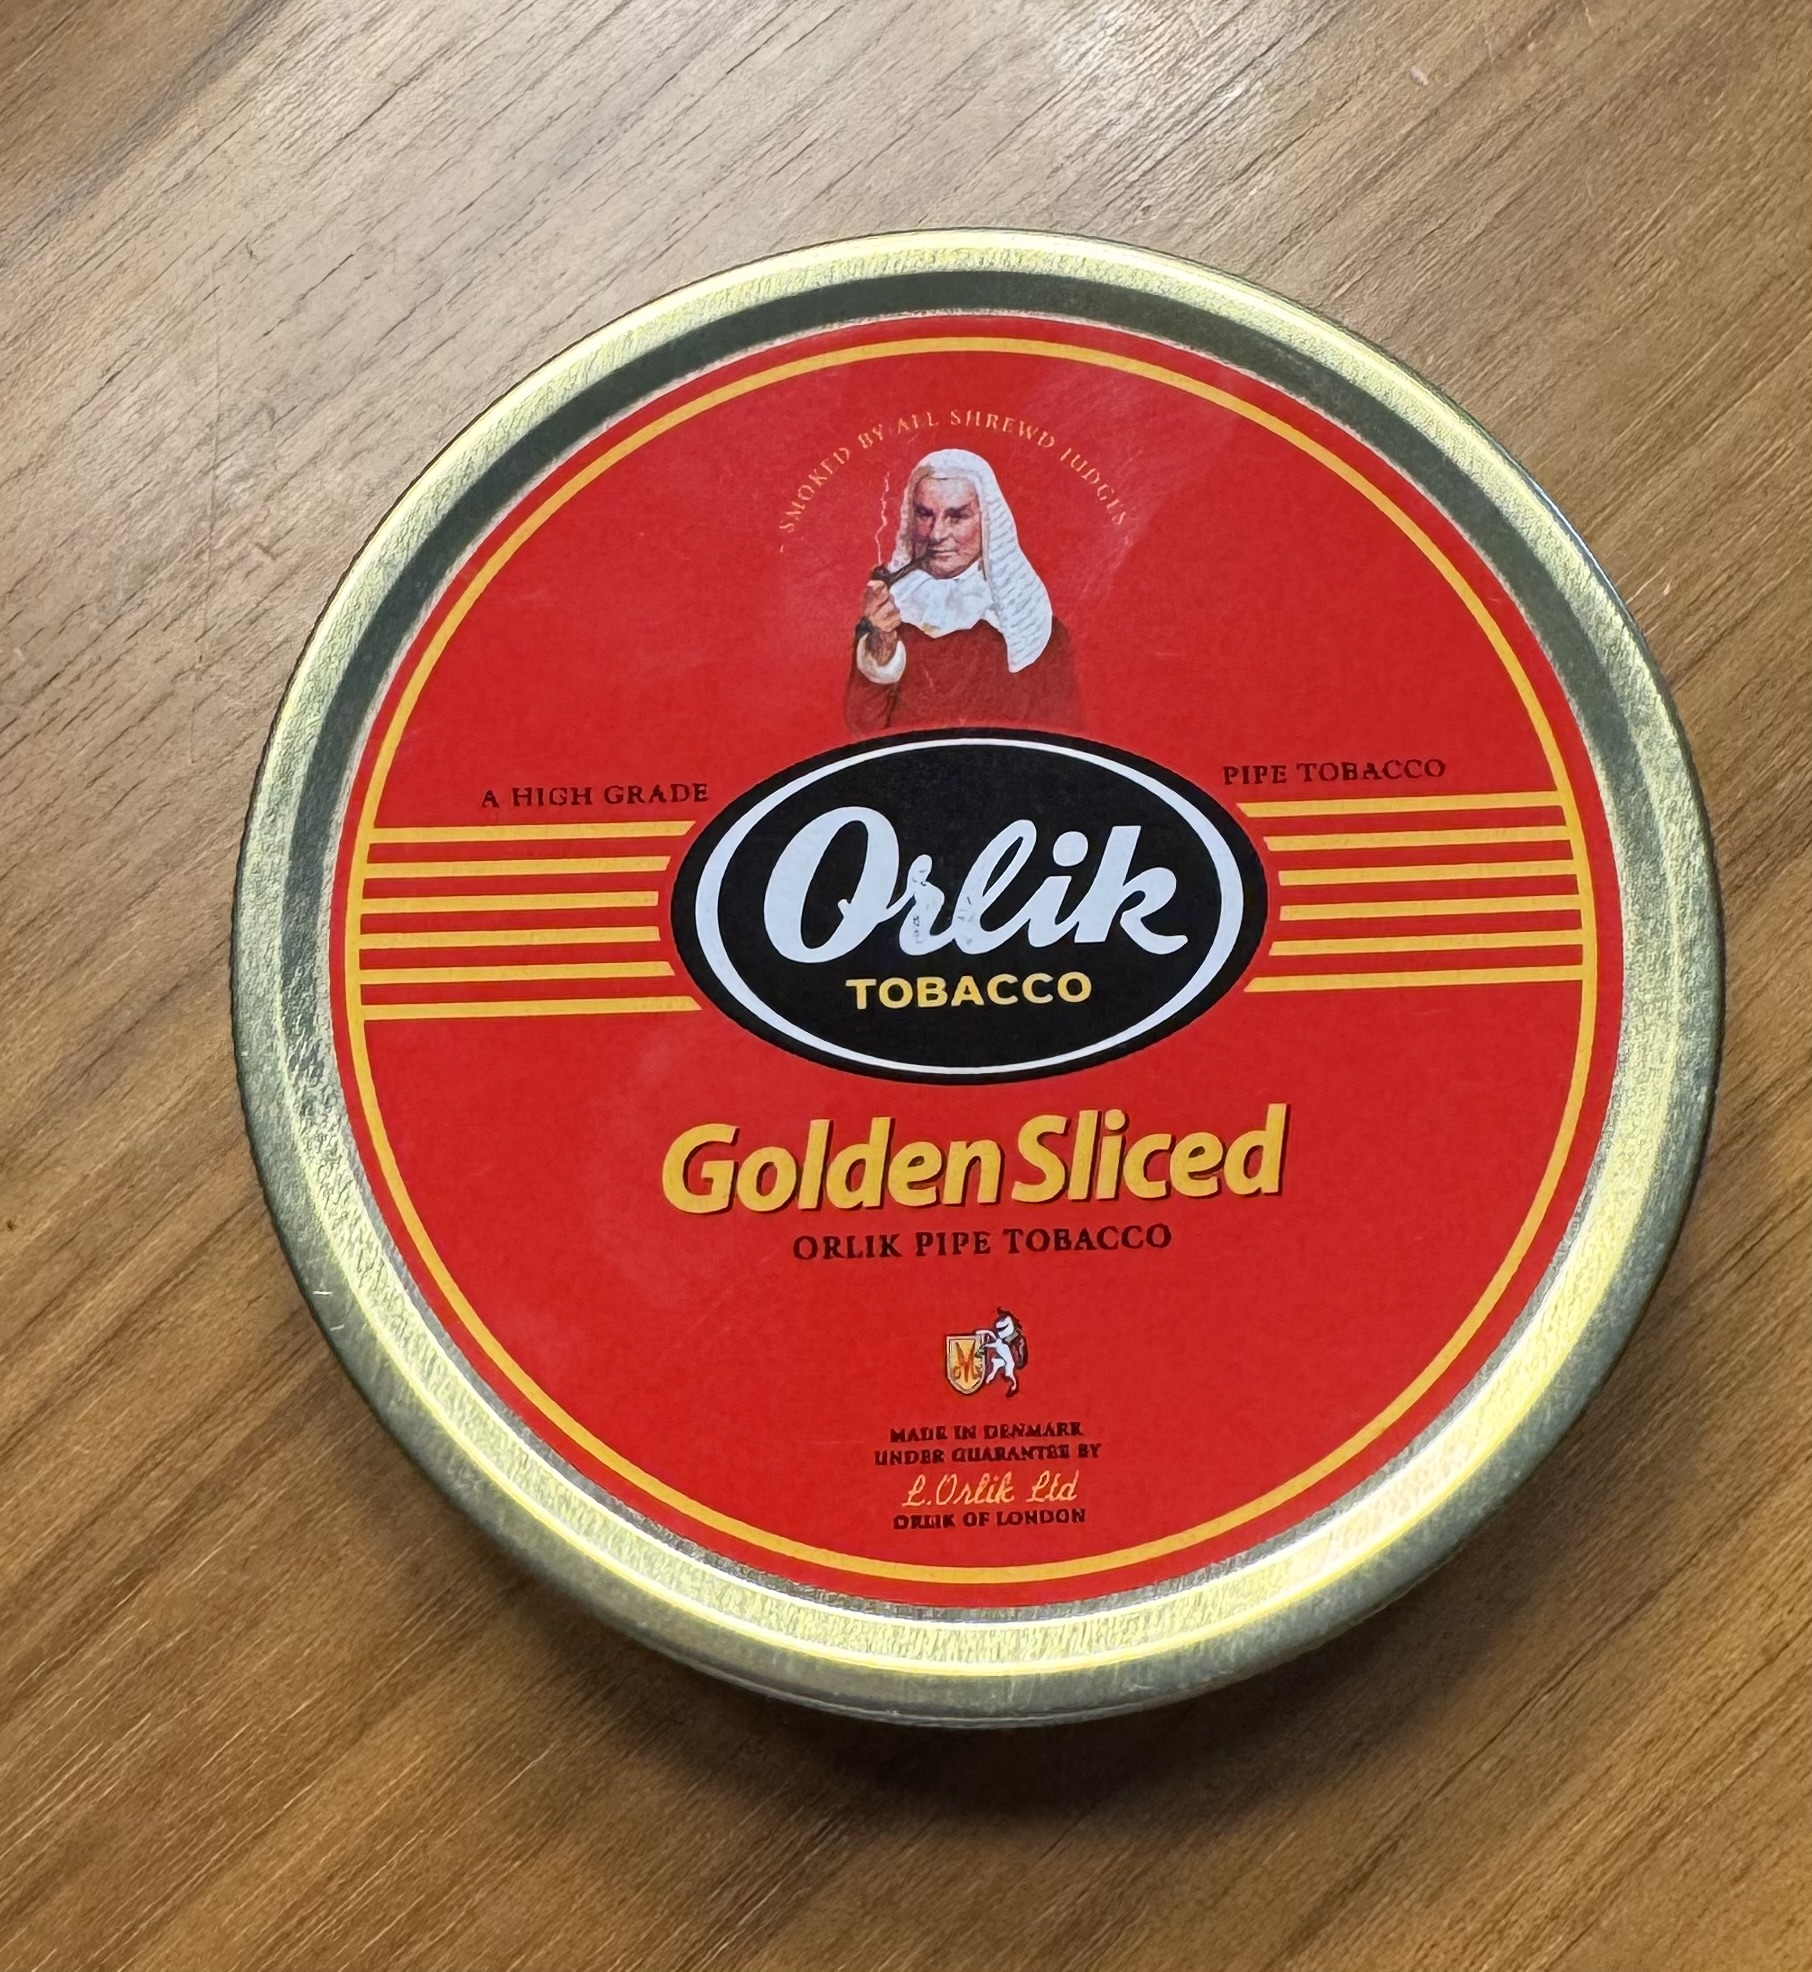 SMOKED BY ALL SHREWD JUDGES
A HIGH GRADE
PIPE TOBACCO
Orlik
TOBACCO
Golden Sliced
ORLIK PIPE TOBACCO
MADE IN DENMARK
UNDER GUARANTEE BY
L.Orlik Ltd
ORLIK OF LONDON